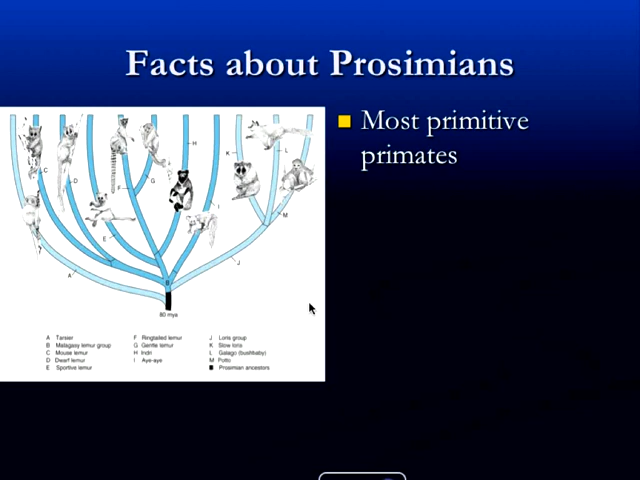 Facts about Prosimians
Most primitive
primates
H
K
L
C
D
G
F
I
M
E
J
A
B
80 mya
A Tarsier
B Malagasy lemur group
C Mouse lemur
D Dwarf lemur
E Sportive lemur
F Ringtailed lemur
G Gentle lemur
H Indri
I Aye-aye
J Loris group
K Slow loris
L Galago (bushbaby)
M Potto
Prosimian ancestors